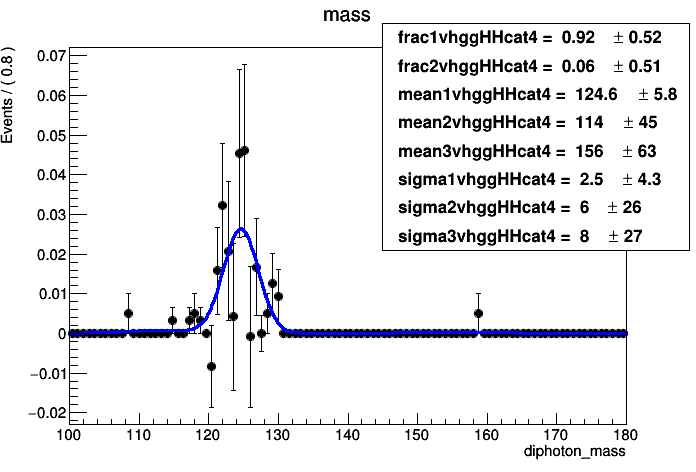 mass
frac1vhggHHcat4 = 0.92 ± 0.52
frac2vhggHHcat4 = 0.06 ± 0.51
mean1vhggHHcat4 = 124.6 ± 5.8
mean2vhggHHcat4 = 114 ± 45
mean3vhggHHcat4 = 156 ± 63
sigma1vhggHHcat4 = 2.5 ± 4.3
sigma2vhggHHcat4 = 6 ± 26
sigma3vhggHHcat4 = 8 ± 27
Events / ( 0.8 )
0.07
0.06
0.05
0.04
0.03
0.02
0.01
0
−0.01
−0.02
100 110 120 130 140 150 160 170 180
diphoton_mass